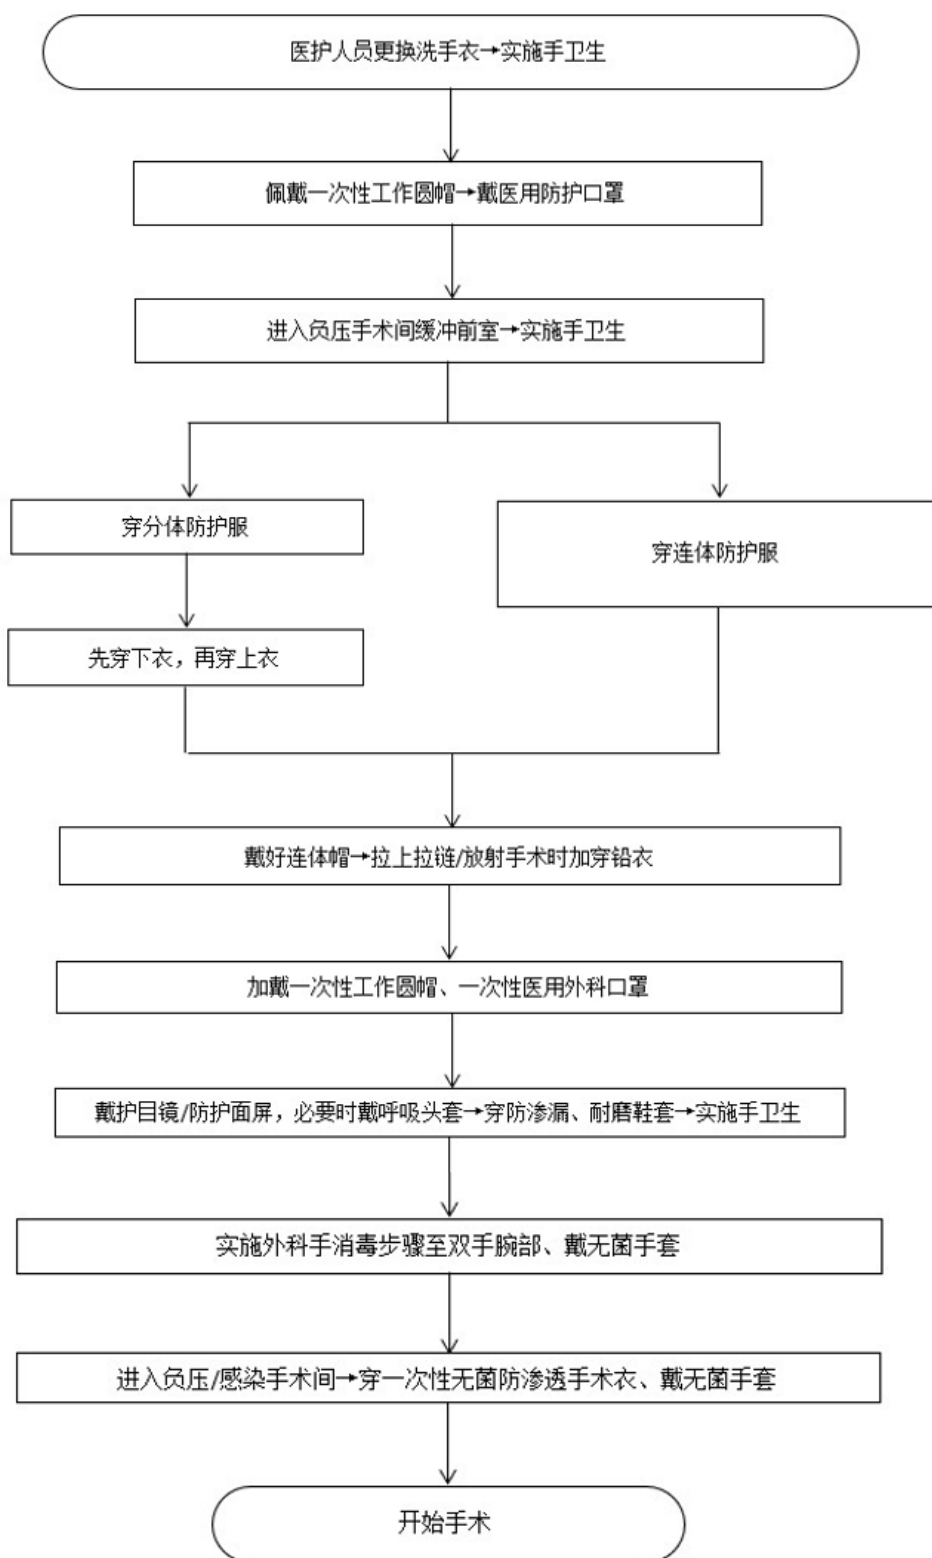 医护人员更换洗手衣→实施手卫生
佩戴一次性工作圆帽→戴医用防护口罩
进入负压手术间缓冲前室→实施手卫生
穿分体防护服
穿连体防护服
先穿下衣，再穿上衣
戴好连体帽→拉上拉链/放射手术时加穿铅衣
加戴一次性工作圆帽、一次性医用外科口罩
戴护目镜/防护面屏，必要时戴呼吸头套→穿防渗漏、耐磨鞋套→实施手卫生
实施外科手消毒步骤至双手腕部、戴无菌手套
进入负压/感染手术间→穿一次性无菌防渗透手术衣、戴无菌手套
开始手术